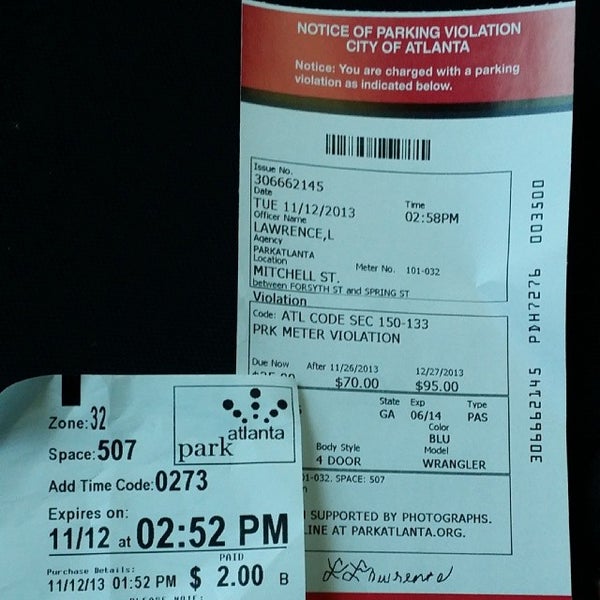 NOTICE OF PARKING VIOLATION
CITY OF ATLANTA
Notice: You are charged with a parking
violation as indicated below.
Issue No.
306662145
Date Time
TUE 11/12/2013 02:58PM
Officer Name
LAWRENCE,L
Agency
PARKATLANTA
Location Meter No. 101-032
MITCHELL ST.
between FORSYTH ST and SPRING ST
Violation
Code: ATL CODE SEC 150-133
PRK METER VIOLATION
Due Now After 11/26/2013 12/27/2013
$70.00 $95.00
State Exp Type
GA 06/14 PAS
Color
BLU
Body Style Model
4 DOOR WRANGLER
SPACE: 507
SUPPORTED BY PHOTOGRAPHS.
AT PARKATLANTA.ORG.
L Lawrence
306662145 PDH7276 003500
Zone:32
park atlanta
Space:507
Add Time Code:0273
Expires on:
11/12 at 02:52 PM
Purchase Details: PAID
11/12/13 01:52 PM $ 2.00 B